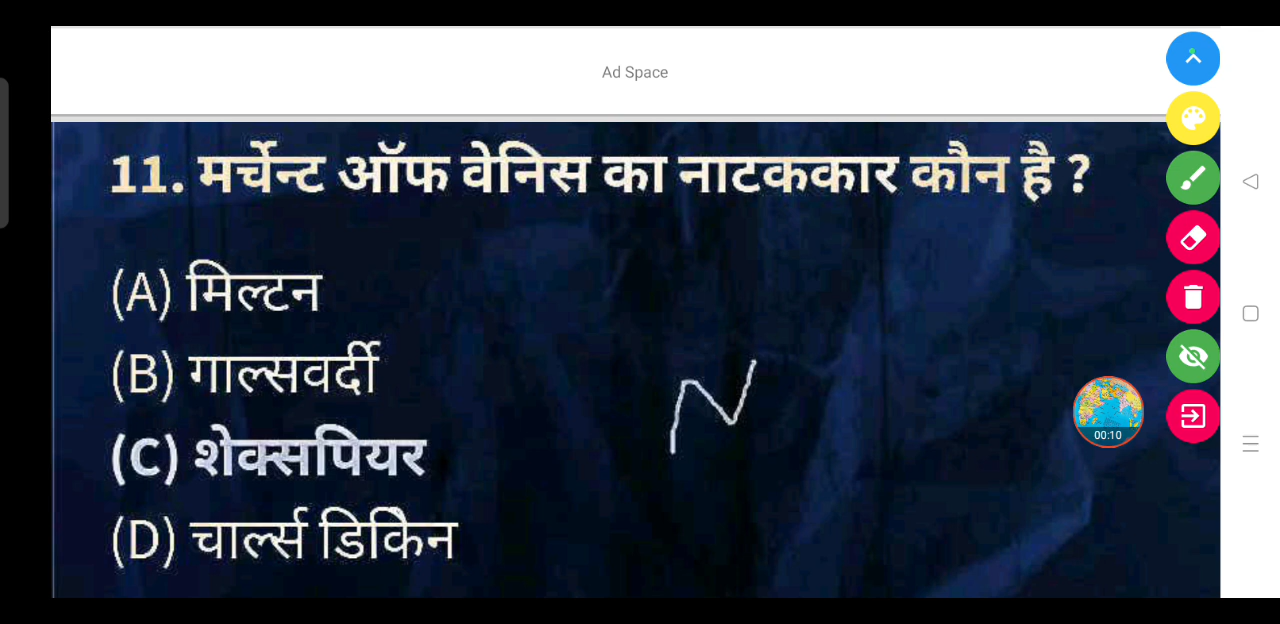 Ad Space
11. मर्चेन्ट ऑफ वेनिस का नाटककार कौन है ?
(A) मिल्टन
(B) गाल्सवर्दी
(C) शेक्सपियर
(D) चार्ल्स डिकेिन
N
00:10